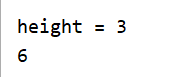 height = 3
6